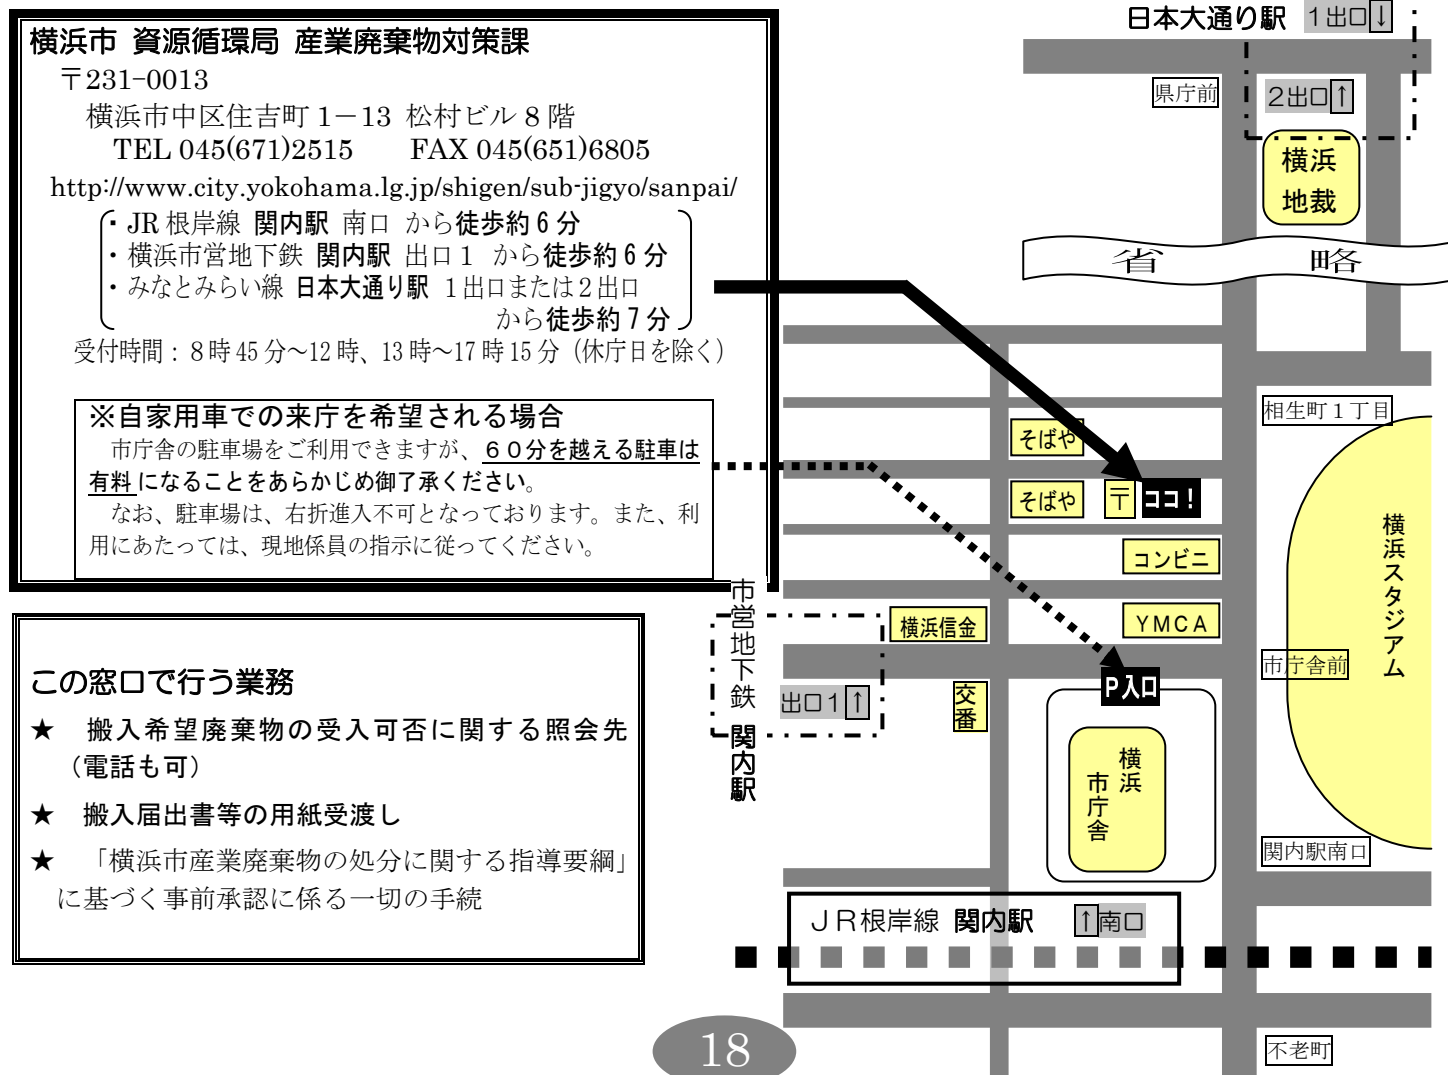 横浜市 資源循環局 産業廃棄物対策課
〒231-0013
横浜市中区住吉町1－13 松村ビル8階
TEL 045(671)2515 FAX 045(651)6805
http://www.city.yokohama.lg.jp/shigen/sub-jigyo/sanpai/
・JR根岸線 関内駅 南口 から徒歩約6分
・横浜市営地下鉄 関内駅 出口1 から徒歩約6分
・みなとみらい線 日本大通り駅 1出口または2出口
から徒歩約7分
受付時間：8時45分～12時、13時～17時15分（休庁日を除く）
※自家用車での来庁を希望される場合
市庁舎の駐車場をご利用できますが、６０分を越える駐車は
有料になることをあらかじめ御了承ください。
なお、駐車場は、右折進入不可となっております。また、利
用にあたっては、現地係員の指示に従ってください。
この窓口で行う業務
★ 搬入希望廃棄物の受入可否に関する照会先
（電話も可）
★ 搬入届出書等の用紙受渡し
★ 「横浜市産業廃棄物の処分に関する指導要綱」
に基づく事前承認に係る一切の手続
日本大通り駅 1出口↓
県庁前
2出口↑
横浜
地裁
省略
相生町１丁目
そばや
そばや
〒
ココ！
コンビニ
YMCA
横浜信金
横浜スタジアム
市庁舎前
P入口
市営地下鉄 関内駅
出口1↑
交番
横浜
市庁舎
関内駅南口
ＪＲ根岸線 関内駅 ↑南口
不老町
18